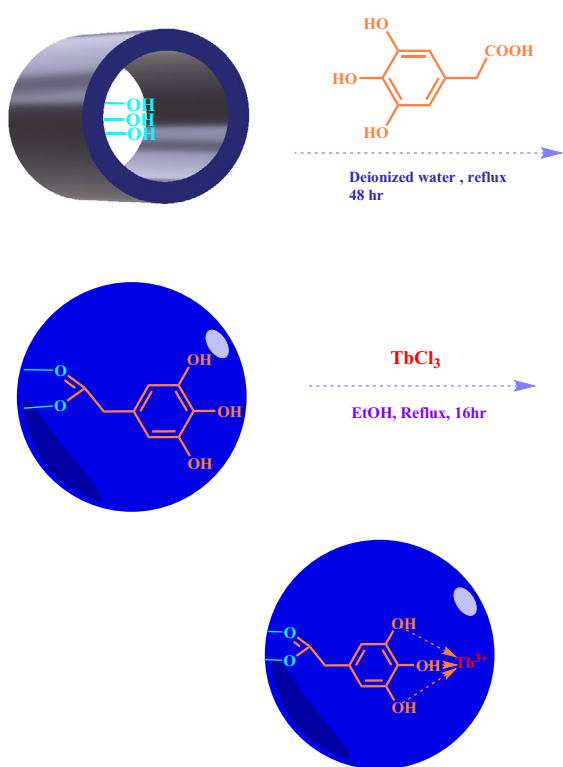 HO
COOH
HO
HO
OH
OH
OH
Deionized water , reflux
48 hr
O
O
OH
OH
OH
TbCl3
EtOH, Reflux, 16hr
O
O
OH
OH
OH
Tb3+